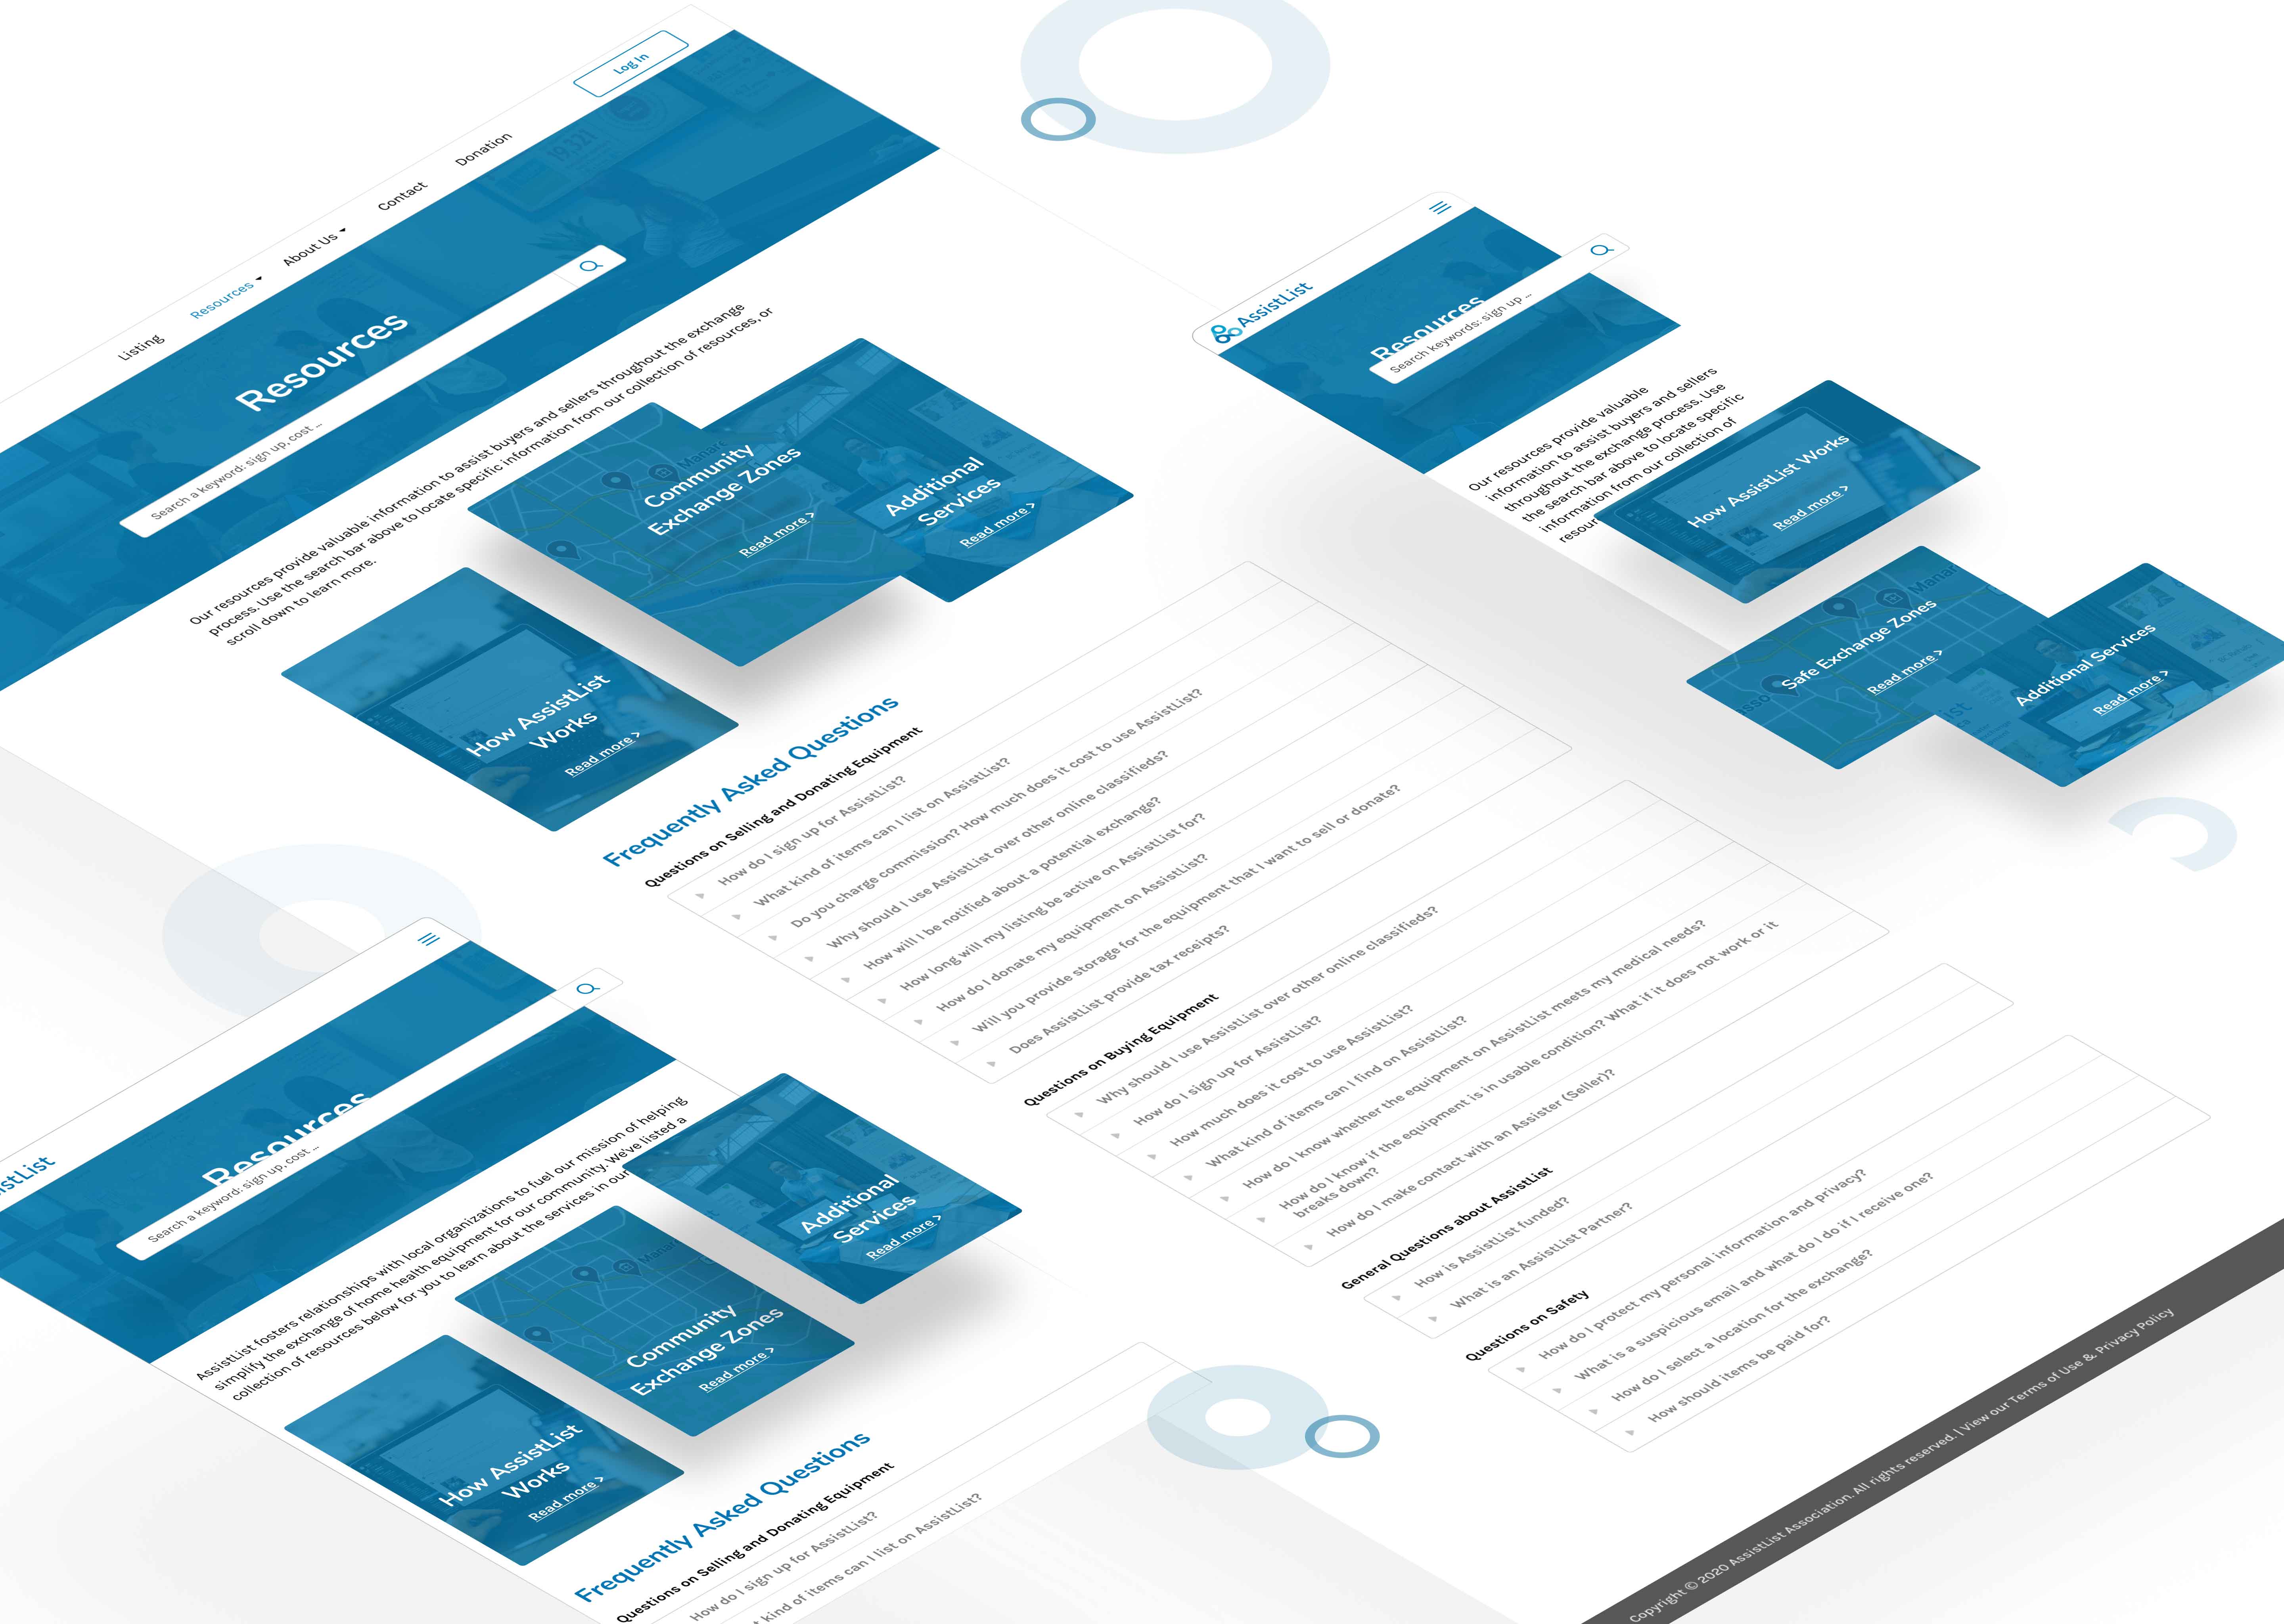 Log In
Listing
Resources
About Us
Contact
Donation
Resources
Search a keyword: sign up, cost ...
Our resources provide valuable information to assist buyers and sellers throughout the exchange
process. Use the search bar above to locate specific information from our collection of resources, or
scroll down to learn more.
How AssistList
Works
Read more >
Community
Exchange Zones
Read more >
Additional
Services
Read more >
Frequently Asked Questions
Questions on Selling and Donating Equipment
How do I sign up for AssistList?
What kind of items can I list on AssistList?
Do you charge commission? How much does it cost to use AssistList?
Why should I use AssistList over other online classifieds?
How will I be notified about a potential exchange?
How long will my listing be active on AssistList for?
How do I donate my equipment on AssistList?
Will you provide storage for the equipment that I want to sell or donate?
Does AssistList provide tax receipts?
Questions on Buying Equipment
Why should I use AssistList over other online classifieds?
How do I sign up for AssistList?
How much does it cost to use AssistList?
What kind of items can I find on AssistList?
How do I know whether the equipment on AssistList meets my medical needs?
How do I know if the equipment is in usable condition? What if it does not work or it
breaks down?
How do I make contact with an Assister (Seller)?
General Questions about AssistList
How is AssistList funded?
What is an AssistList Partner?
Questions on Safety
How do I protect my personal information and privacy?
What is a suspicious email and what do I do if I receive one?
How do I select a location for the exchange?
How should items be paid for?
Copyright © 2020 AssistList Association. All rights reserved. | View our Terms of Use & Privacy Policy
AssistList
Resources
Search keywords: sign up ...
Our resources provide valuable
information to assist buyers and sellers
throughout the exchange process. Use
the search bar above to locate specific
information from our collection of
resour
How AssistList Works
Read more >
Safe Exchange Zones
Read more >
Additional Services
Read more >
istList
Resources
Search a keyword: sign up, cost ...
AssistList fosters relationships with local organizations to fuel our mission of helping
simplify the exchange of home health equipment for our community. We've listed a
collection of resources below for you to learn about the services in our
How AssistList
Works
Read more >
Community
Exchange Zones
Read more >
Additional
Services
Read more >
Frequently Asked Questions
Questions on Selling and Donating Equipment
How do I sign up for AssistList?
t kind of items can I list on AssistList?